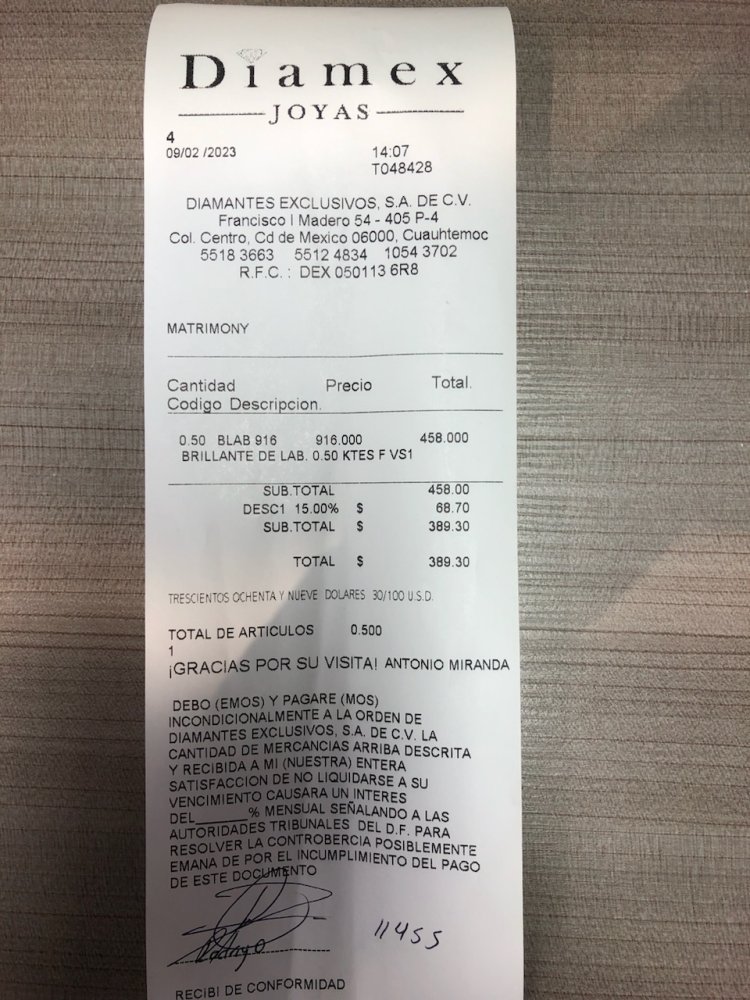 Diamex
JOYAS
4
09/02 /2023 14:07
T048428
DIAMANTES EXCLUSIVOS, S.A. DE C.V.
Francisco I Madero 54 - 405 P-4
Col. Centro, Cd de Mexico 06000, Cuauhtemoc
5518 3663 5512 4834 1054 3702
R.F.C. : DEX 050113 6R8
MATRIMONY
Cantidad Precio Total.
Codigo Descripcion.
0.50 BLAB 916 916.000 458.000
BRILLANTE DE LAB. 0.50 KTES F VS1
SUB.TOTAL 458.00
DESC1 15.00% $ 68.70
SUB.TOTAL $ 389.30
TOTAL $ 389.30
TRESCIENTOS OCHENTA Y NUEVE DOLARES 30/100 U.S.D.
TOTAL DE ARTICULOS 0.500
1
¡GRACIAS POR SU VISITA! ANTONIO MIRANDA
DEBO (EMOS) Y PAGARE (MOS)
INCONDICIONALMENTE A LA ORDEN DE
DIAMANTES EXCLUSIVOS, S.A. DE C.V. LA
CANTIDAD DE MERCANCIAS ARRIBA DESCRITA
Y RECIBIDA A MI (NUESTRA) ENTERA
SATISFACCION DE NO LIQUIDARSE A SU
VENCIMIENTO CAUSARA UN INTERES
DEL______% MENSUAL SEÑALANDO A LAS
AUTORIDADES TRIBUNALES DEL D.F. PARA
RESOLVER LA CONTROBERCIA POSIBLEMENTE
EMANA DE POR EL INCUMPLIMIENTO DEL PAGO
DE ESTE DOCUMENTO
11455
RECIBI DE CONFORMIDAD